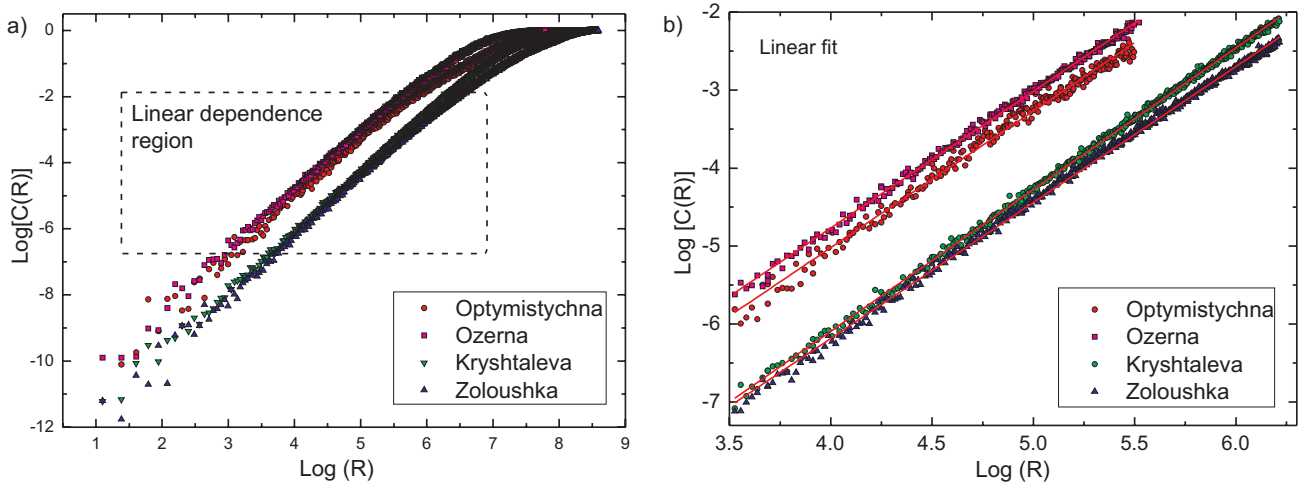 a)
0
-2
-4
-6
-8
-10
-12
Log[C(R)]
Linear dependence
region
Optymistychna
Ozerna
Kryshtaleva
Zoloushka
1 2 3 4 5 6 7 8 9
Log (R)
b)
-2
-3
-4
-5
-6
-7
Log [C(R)]
Linear fit
Optymistychna
Ozerna
Kryshtaleva
Zoloushka
3.5 4.0 4.5 5.0 5.5 6.0
Log (R)